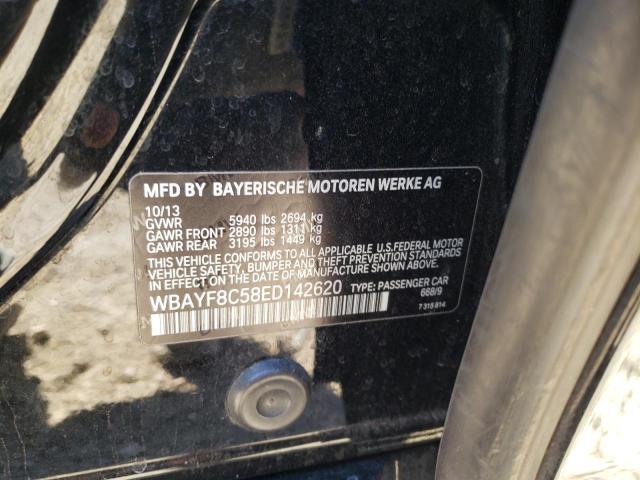 MFD BY BAYERISCHE MOTOREN WERKE AG
10/13
GVWR 5940 lbs 2694 kg
GAWR FRONT 2890 lbs 1311 kg
GAWR REAR 3195 lbs 1449 kg
THIS VEHICLE CONFORMS TO ALL APPLICABLE U.S.FEDERAL MOTOR
VEHICLE SAFETY, BUMPER, AND THEFT PREVENTION STANDARDS
IN EFFECT ON THE DATE OF MANUFACTURE SHOWN ABOVE.
WBAYF8C58ED142620 TYPE: PASSENGER CAR
668/9
7 315 814